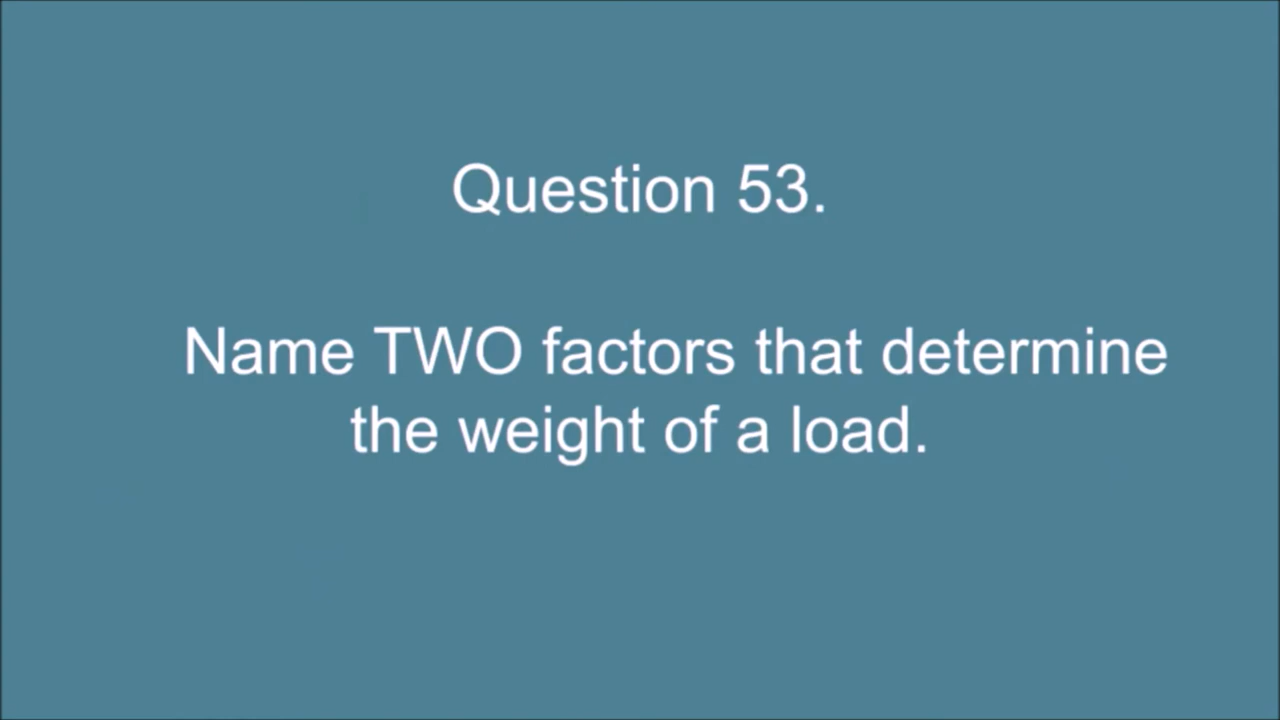 Question 53.
Name TWO factors that determine
the weight of a load.